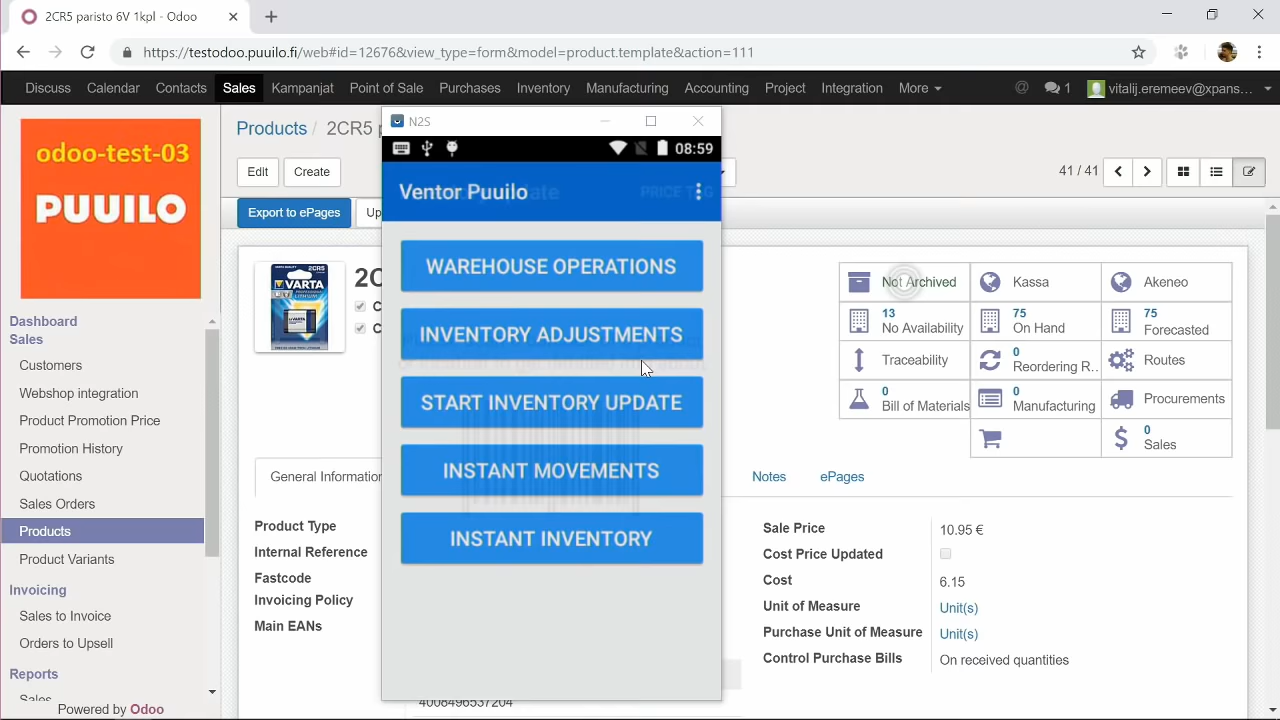 2CR5 paristo 6V 1kpl - Odoo
https://testodoo.puuilo.fi/web#id=12676&view_type=form&model=product.template&action=111
Discuss Calendar Contacts Sales Kampanjat Point of Sale Purchases Inventory Manufacturing Accounting Project Integration More @ 1 vitalij.eremeev@xpans...
odoo-test-03
PUUILO
Dashboard
Sales
Customers
Webshop integration
Product Promotion Price
Promotion History
Quotations
Sales Orders
Products
Product Variants
Invoicing
Sales to Invoice
Orders to Upsell
Reports
Sales
Powered by Odoo
Products / 2CR5
Edit Create
41 / 41
Export to ePages
VARTA
2CR5
N2S
08:59
Ventor Puuilo
PRICE TAG
WAREHOUSE OPERATIONS
INVENTORY ADJUSTMENTS
START INVENTORY UPDATE
INSTANT MOVEMENTS
INSTANT INVENTORY
Not Archived Kassa Akeneo
13 No Availability
75 On Hand
75 Forecasted
Traceability
0 Reordering R...
Routes
0 Bill of Materials
0 Manufacturing
Procurements
0 Sales
General Information
Notes ePages
Product Type
Internal Reference
Fastcode
Invoicing Policy
Main EANs
Sale Price 10.95 €
Cost Price Updated
Cost 6.15
Unit of Measure Unit(s)
Purchase Unit of Measure Unit(s)
Control Purchase Bills On received quantities
4008496537204